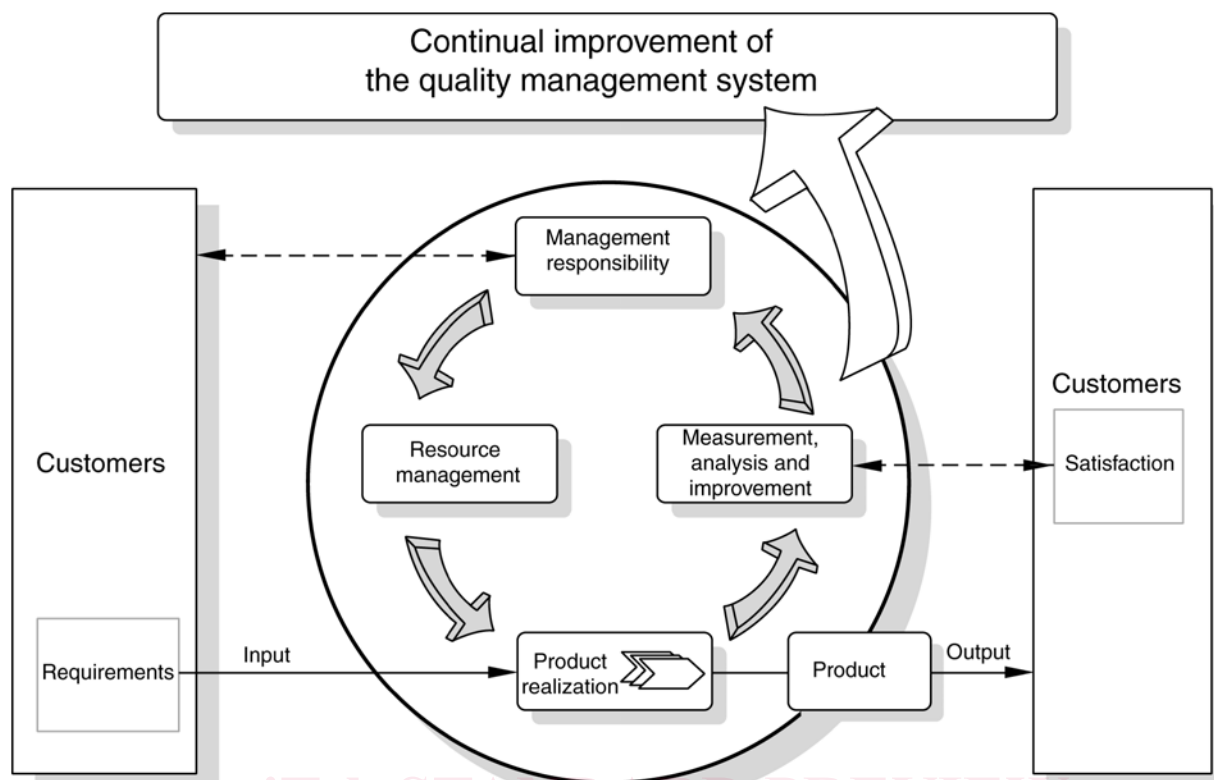 Continual improvement of
the quality management system
Management
responsibility
Customers
Resource
management
Measurement,
analysis and
improvement
Customers
Satisfaction
Requirements
Input
Product
realization
Product
Output